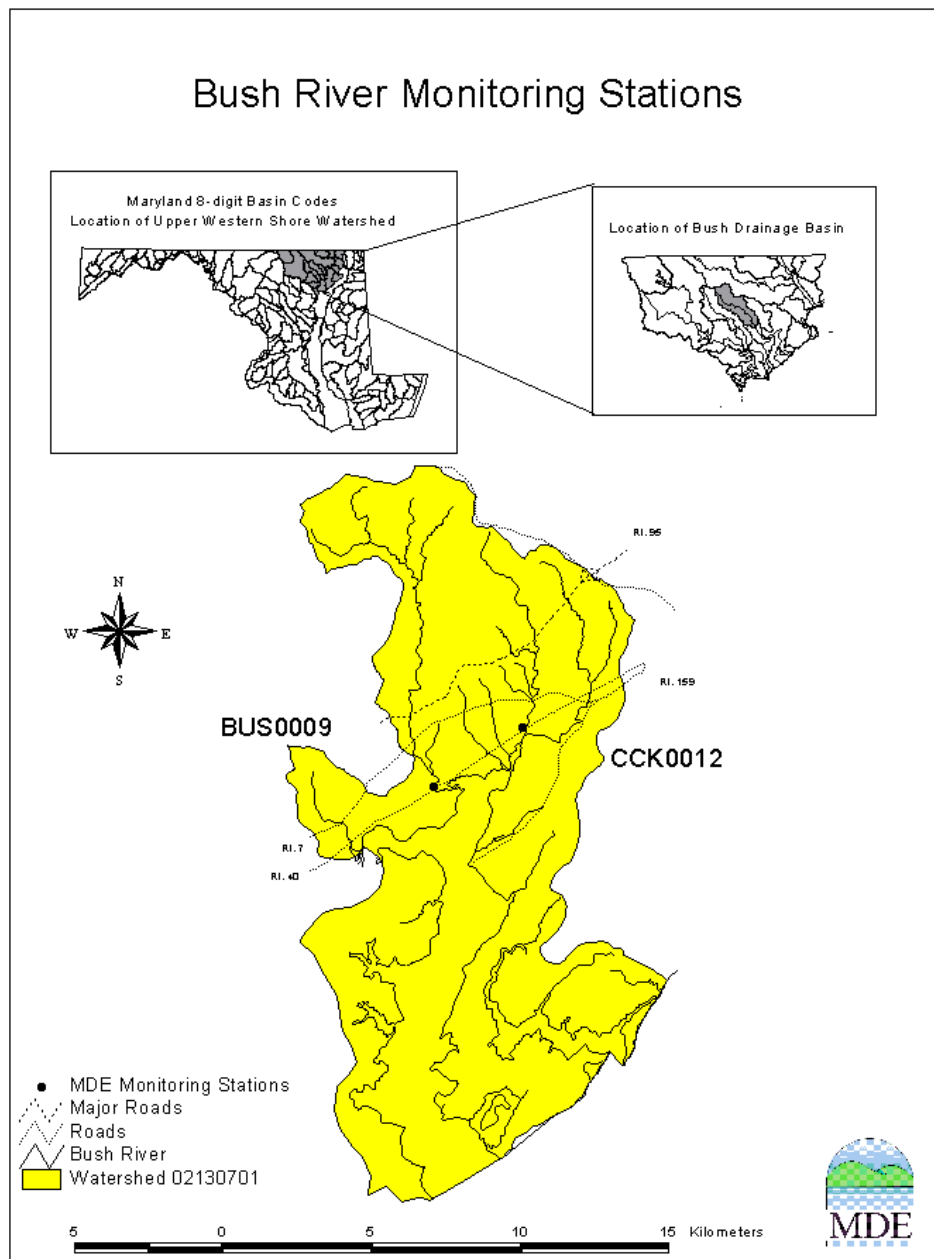 Bush River Monitoring Stations
Maryland 8-digit Basin Codes
Location of Upper Western Shore Watershed
Location of Bush Drainage Basin
Rt. 95
N
W
E
S
Rt. 159
BUS0009
CCK0012
Rt. 7
Rt. 40
MDE Monitoring Stations
Major Roads
Roads
Bush River
Watershed 02130701
5 0 5 10 15 Kilometers
MDE